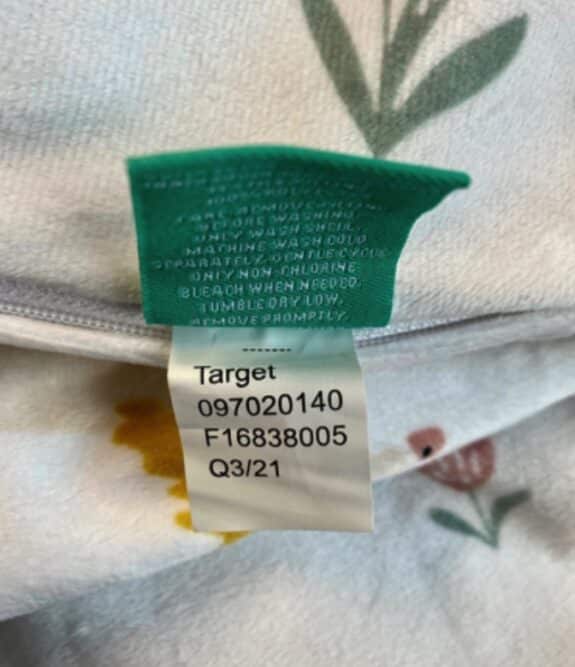 BEFORE WASHING
ONLY WASH SHELL.
MACHINE WASH COLD
SEPARATELY, GENTLE CYCLE
ONLY NON-CHLORINE
BLEACH WHEN NEEDED.
TUMBLE DRY LOW,
REMOVE PROMPTLY.
-------
Target
097020140
F16838005
Q3/21